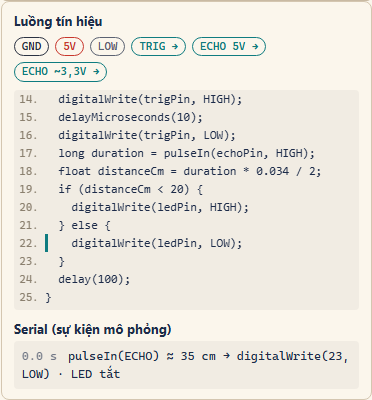 Luồng tín hiệu
GND 5V LOW TRIG → ECHO 5V →
ECHO ~3,3V →
14. digitalWrite(trigPin, HIGH);
15. delayMicroseconds(10);
16. digitalWrite(trigPin, LOW);
17. long duration = pulseIn(echoPin, HIGH);
18. float distanceCm = duration * 0.034 / 2;
19. if (distanceCm < 20) {
20. digitalWrite(ledPin, HIGH);
21. } else {
22. digitalWrite(ledPin, LOW);
23. }
24. delay(100);
25. }
Serial (sự kiện mô phỏng)
0.0 s pulseIn(ECHO) ≈ 35 cm → digitalWrite(23,
LOW) · LED tắt